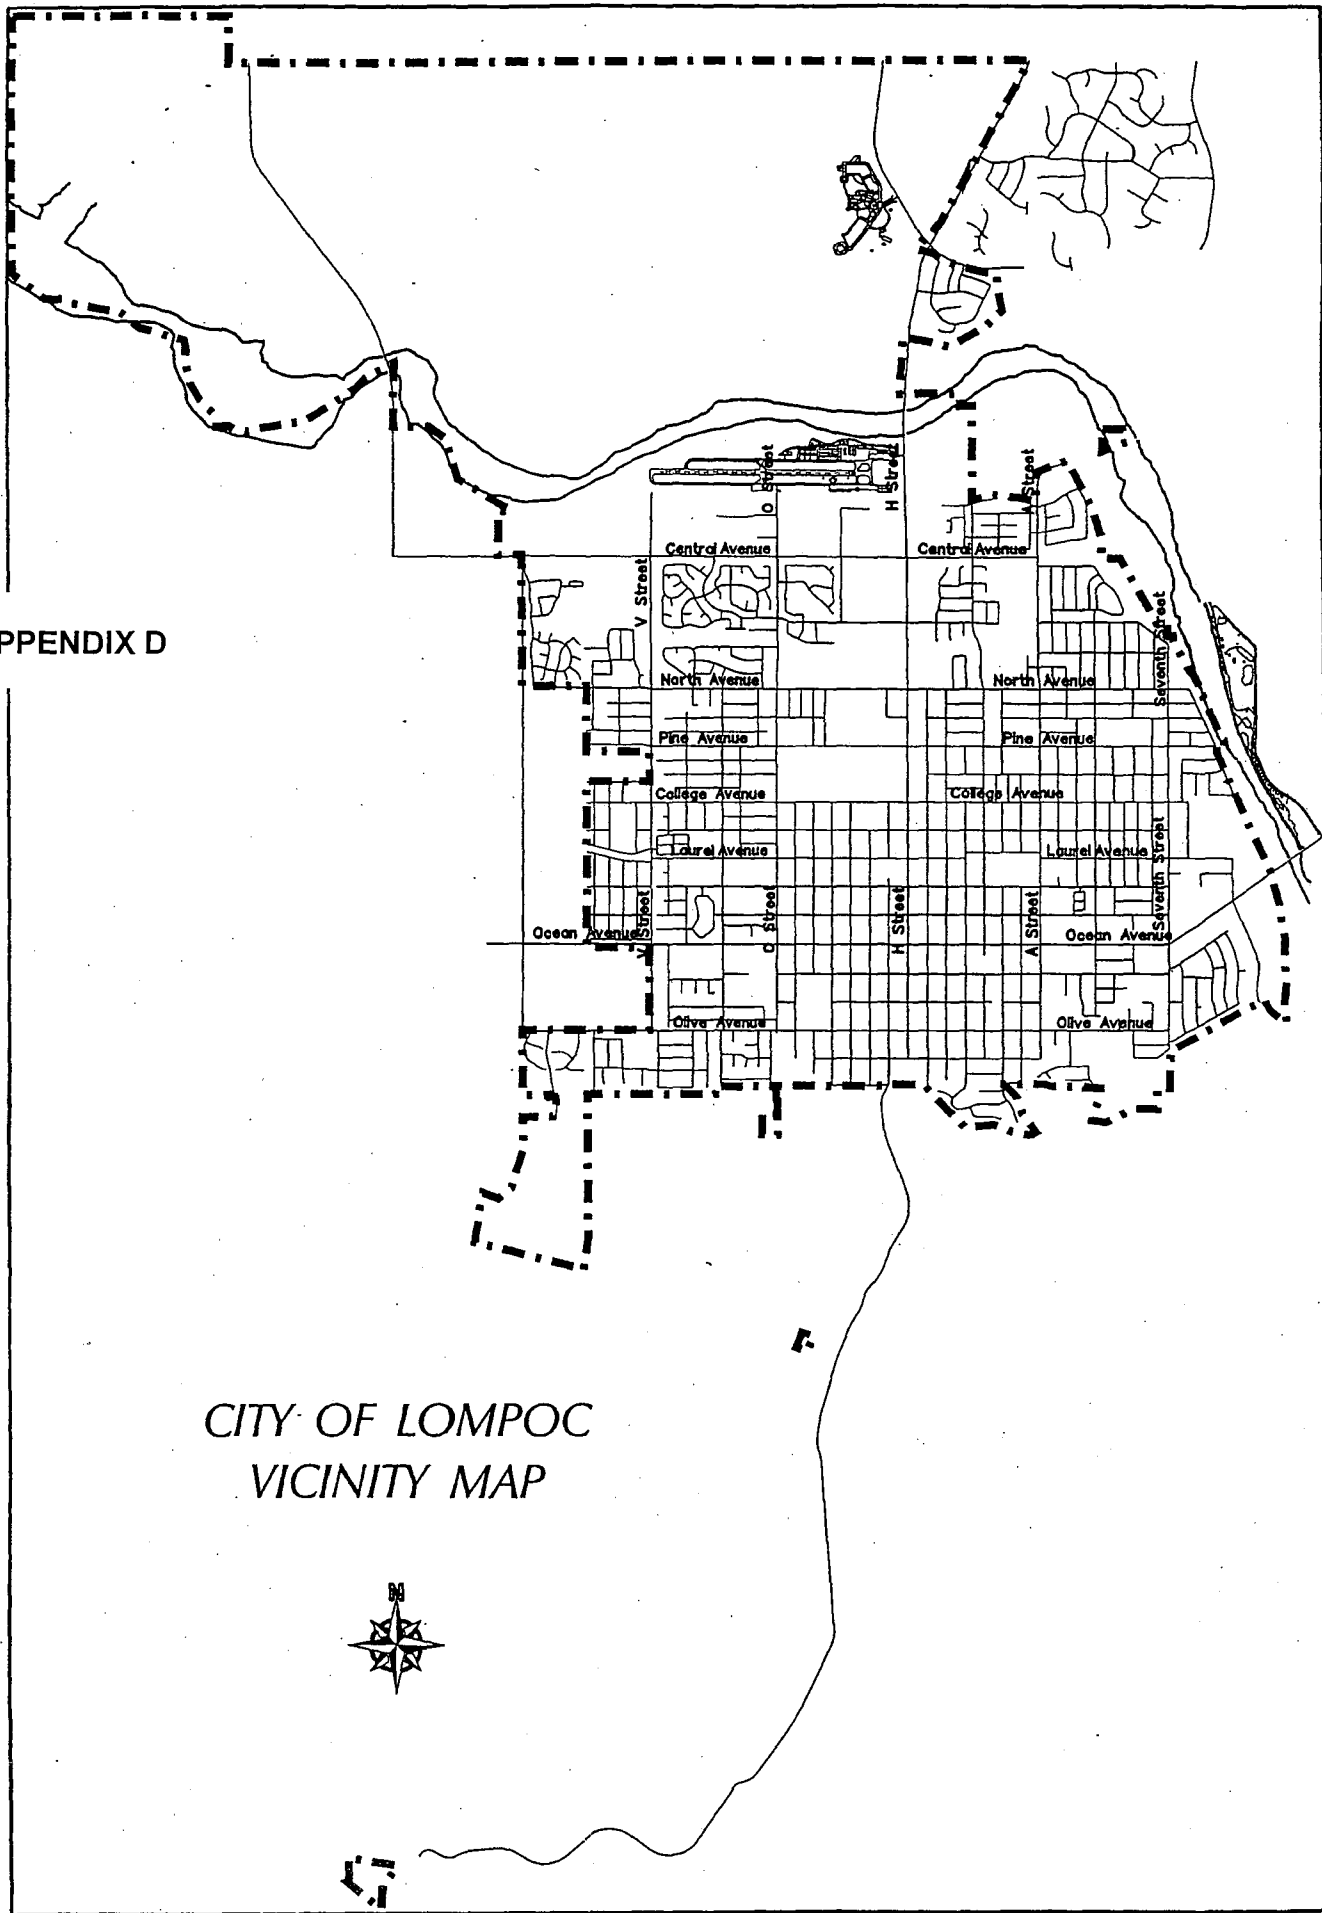 O Street
H Street
A Street
Central Avenue
Central Avenue
V Street
Seventh Street
PPENDIX D
North Avenue
North Avenue
Pine Avenue
Pine Avenue
College Avenue
College Avenue
Laurel Avenue
Laurel Avenue
Seventh Street
V Street
O Street
H Street
A Street
Ocean Avenue
Ocean Avenue
Olive Avenue
Olive Avenue
CITY OF LOMPOC
VICINITY MAP
N